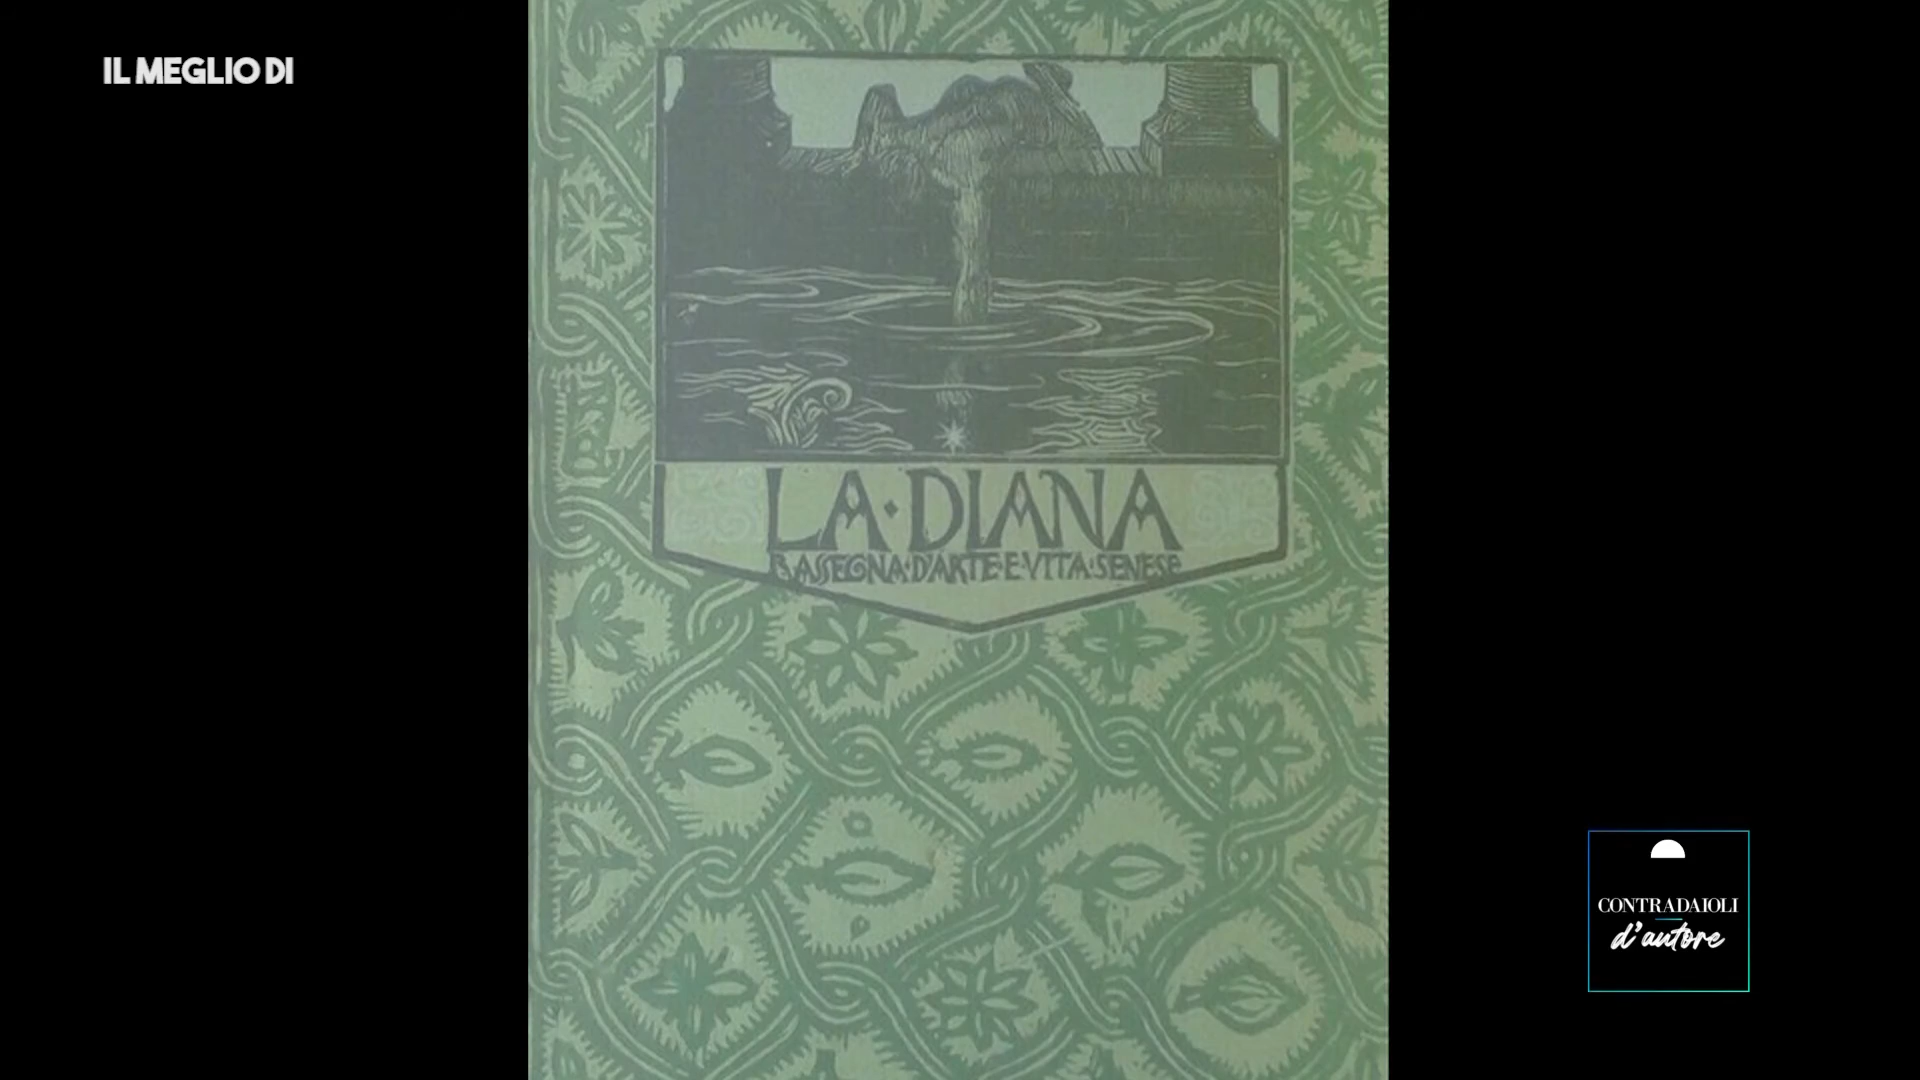 IL MEGLIO DI
LA·DIANA
RASSEGNA·D'ARTE·E·VITA·SENESE
CONTRADAIOLI
d'autore